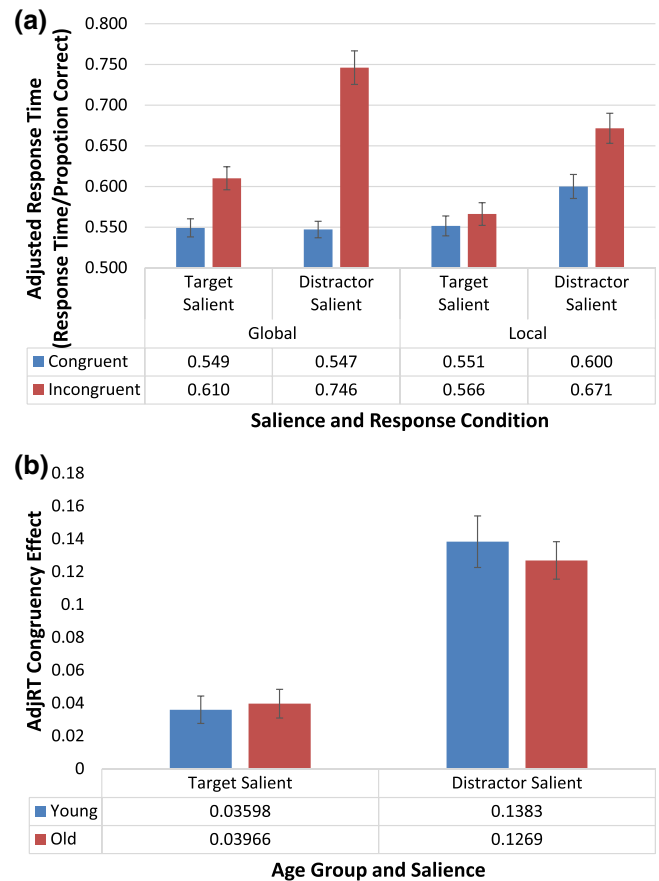 (a)
Adjusted Response Time
(Response Time/Propotion Correct)
0.800
0.750
0.700
0.650
0.600
0.550
0.500
Target Salient Distractor Salient Target Salient Distractor Salient
Global Local
Congruent 0.549 0.547 0.551 0.600
Incongruent 0.610 0.746 0.566 0.671
Salience and Response Condition
(b)
AdjRT Congruency Effect
0.18
0.16
0.14
0.12
0.1
0.08
0.06
0.04
0.02
0
Target Salient Distractor Salient
Young 0.03598 0.1383
Old 0.03966 0.1269
Age Group and Salience